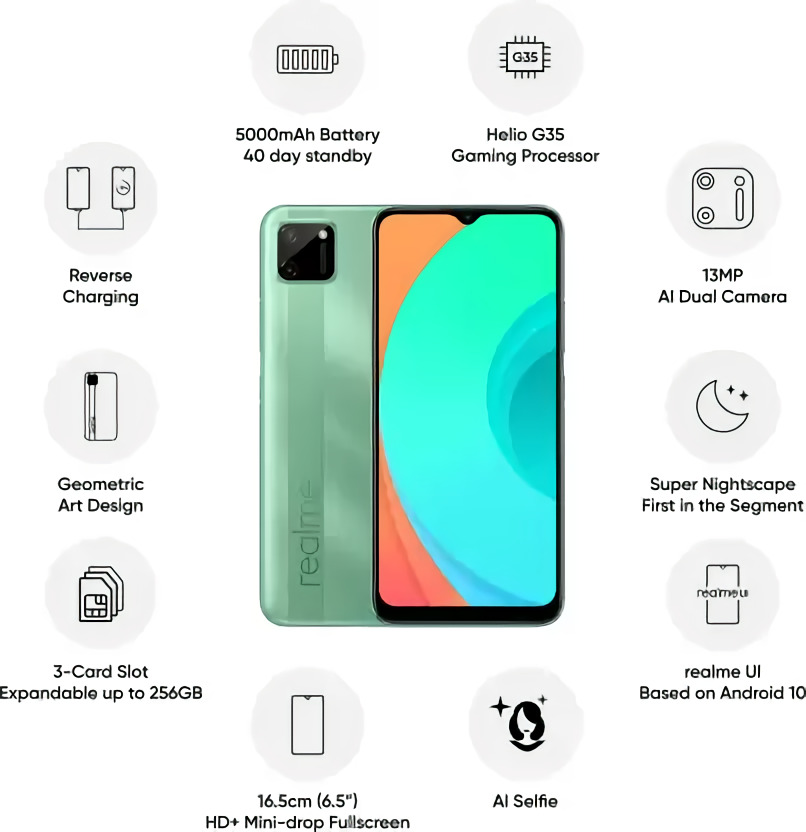 G35
5000mAh Battery
40 day standby
Helio G35
Gaming Processor
Reverse
Charging
13MP
AI Dual Camera
Geometric
Art Design
Super Nightscape
First in the Segment
realme
realme UI
3-Card Slot
Expandable up to 256GB
realme UI
Based on Android 10
16.5cm (6.5")
HD+ Mini-drop Fullscreen
AI Selfie